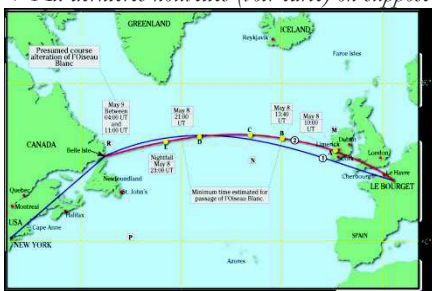 GREENLAND
ICELAND
Reykjavik
Faroe Isles
Presumed course
alteration of l'Oiseau
Blanc
May 9
Between
04:00 UT
and
11:00 UT
May 8
21:00
UT
May 8
13:40
UT
May 8
10:00
UT
CANADA
Belle Isle
R
E
D
C
B
2
M
Limerick
Dublin
London
1
N
Nightfall
May 8
23:00 UT
Minimum time estimated for
passage of l'Oiseau Blanc.
Newfoundland
St. John's
Quebec
Montreal
Halifax
USA
Cape Anne
NEW YORK
P
Cherbourg
Le Havre
LE BOURGET
SPAIN
Azores